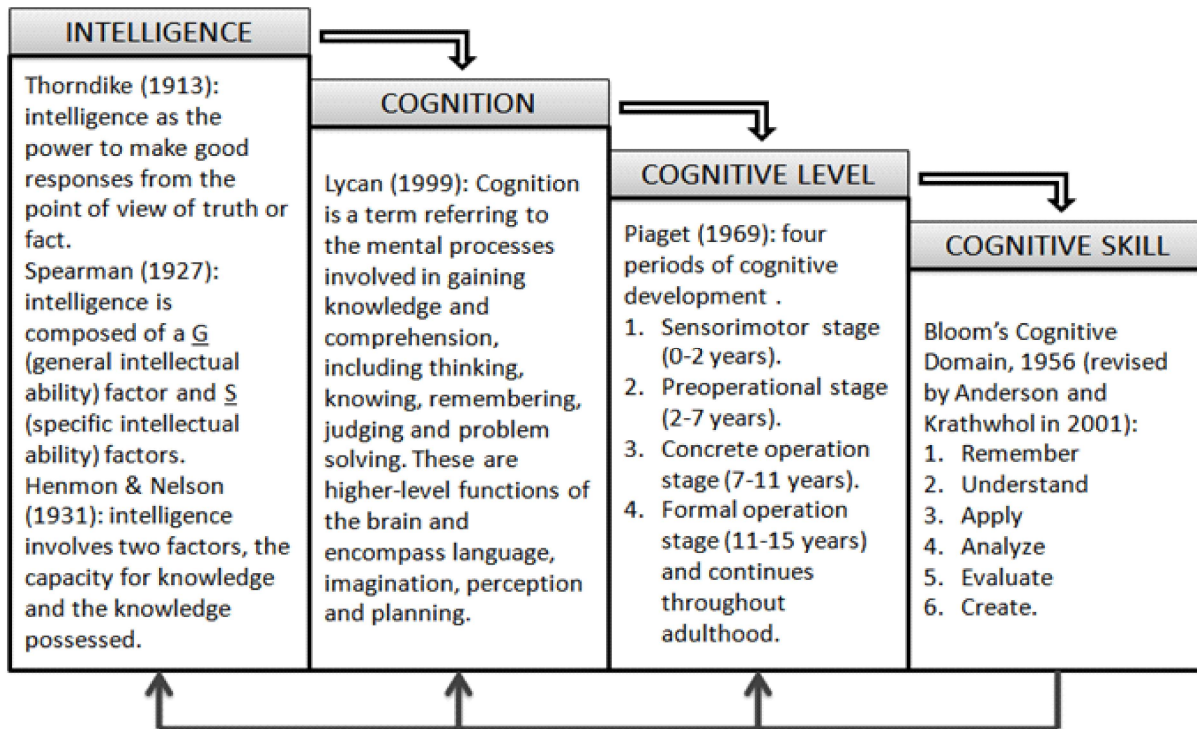 INTELLIGENCE
Thorndike (1913):
intelligence as the
power to make good
responses from the
point of view of truth or
fact.
Spearman (1927):
intelligence is
composed of a G
(general intellectual
ability) factor and S
(specific intellectual
ability) factors.
Henmon & Nelson
(1931): intelligence
involves two factors, the
capacity for knowledge
and the knowledge
possessed.
COGNITION
Lycan (1999): Cognition
is a term referring to
the mental processes
involved in gaining
knowledge and
comprehension,
including thinking,
knowing, remembering,
judging and problem
solving. These are
higher-level functions of
the brain and
encompass language,
imagination, perception
and planning.
COGNITIVE LEVEL
Piaget (1969): four
periods of cognitive
development .
1. Sensorimotor stage
(0-2 years).
2. Preoperational stage
(2-7 years).
3. Concrete operation
stage (7-11 years).
4. Formal operation
stage (11-15 years)
and continues
throughout
adulthood.
COGNITIVE SKILL
Bloom's Cognitive
Domain, 1956 (revised
by Anderson and
Krathwhol in 2001):
1. Remember
2. Understand
3. Apply
4. Analyze
5. Evaluate
6. Create.